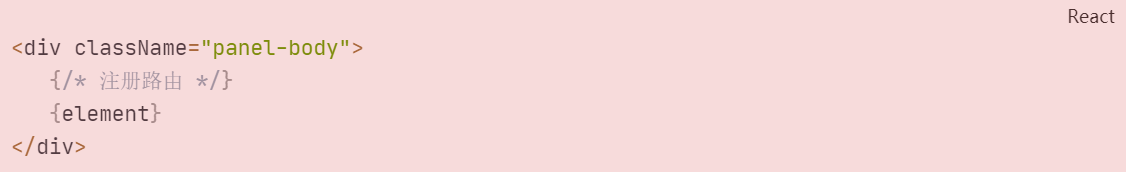 React
<div className="panel-body">
   {/* 注册路由 */}
   {element}
</div>